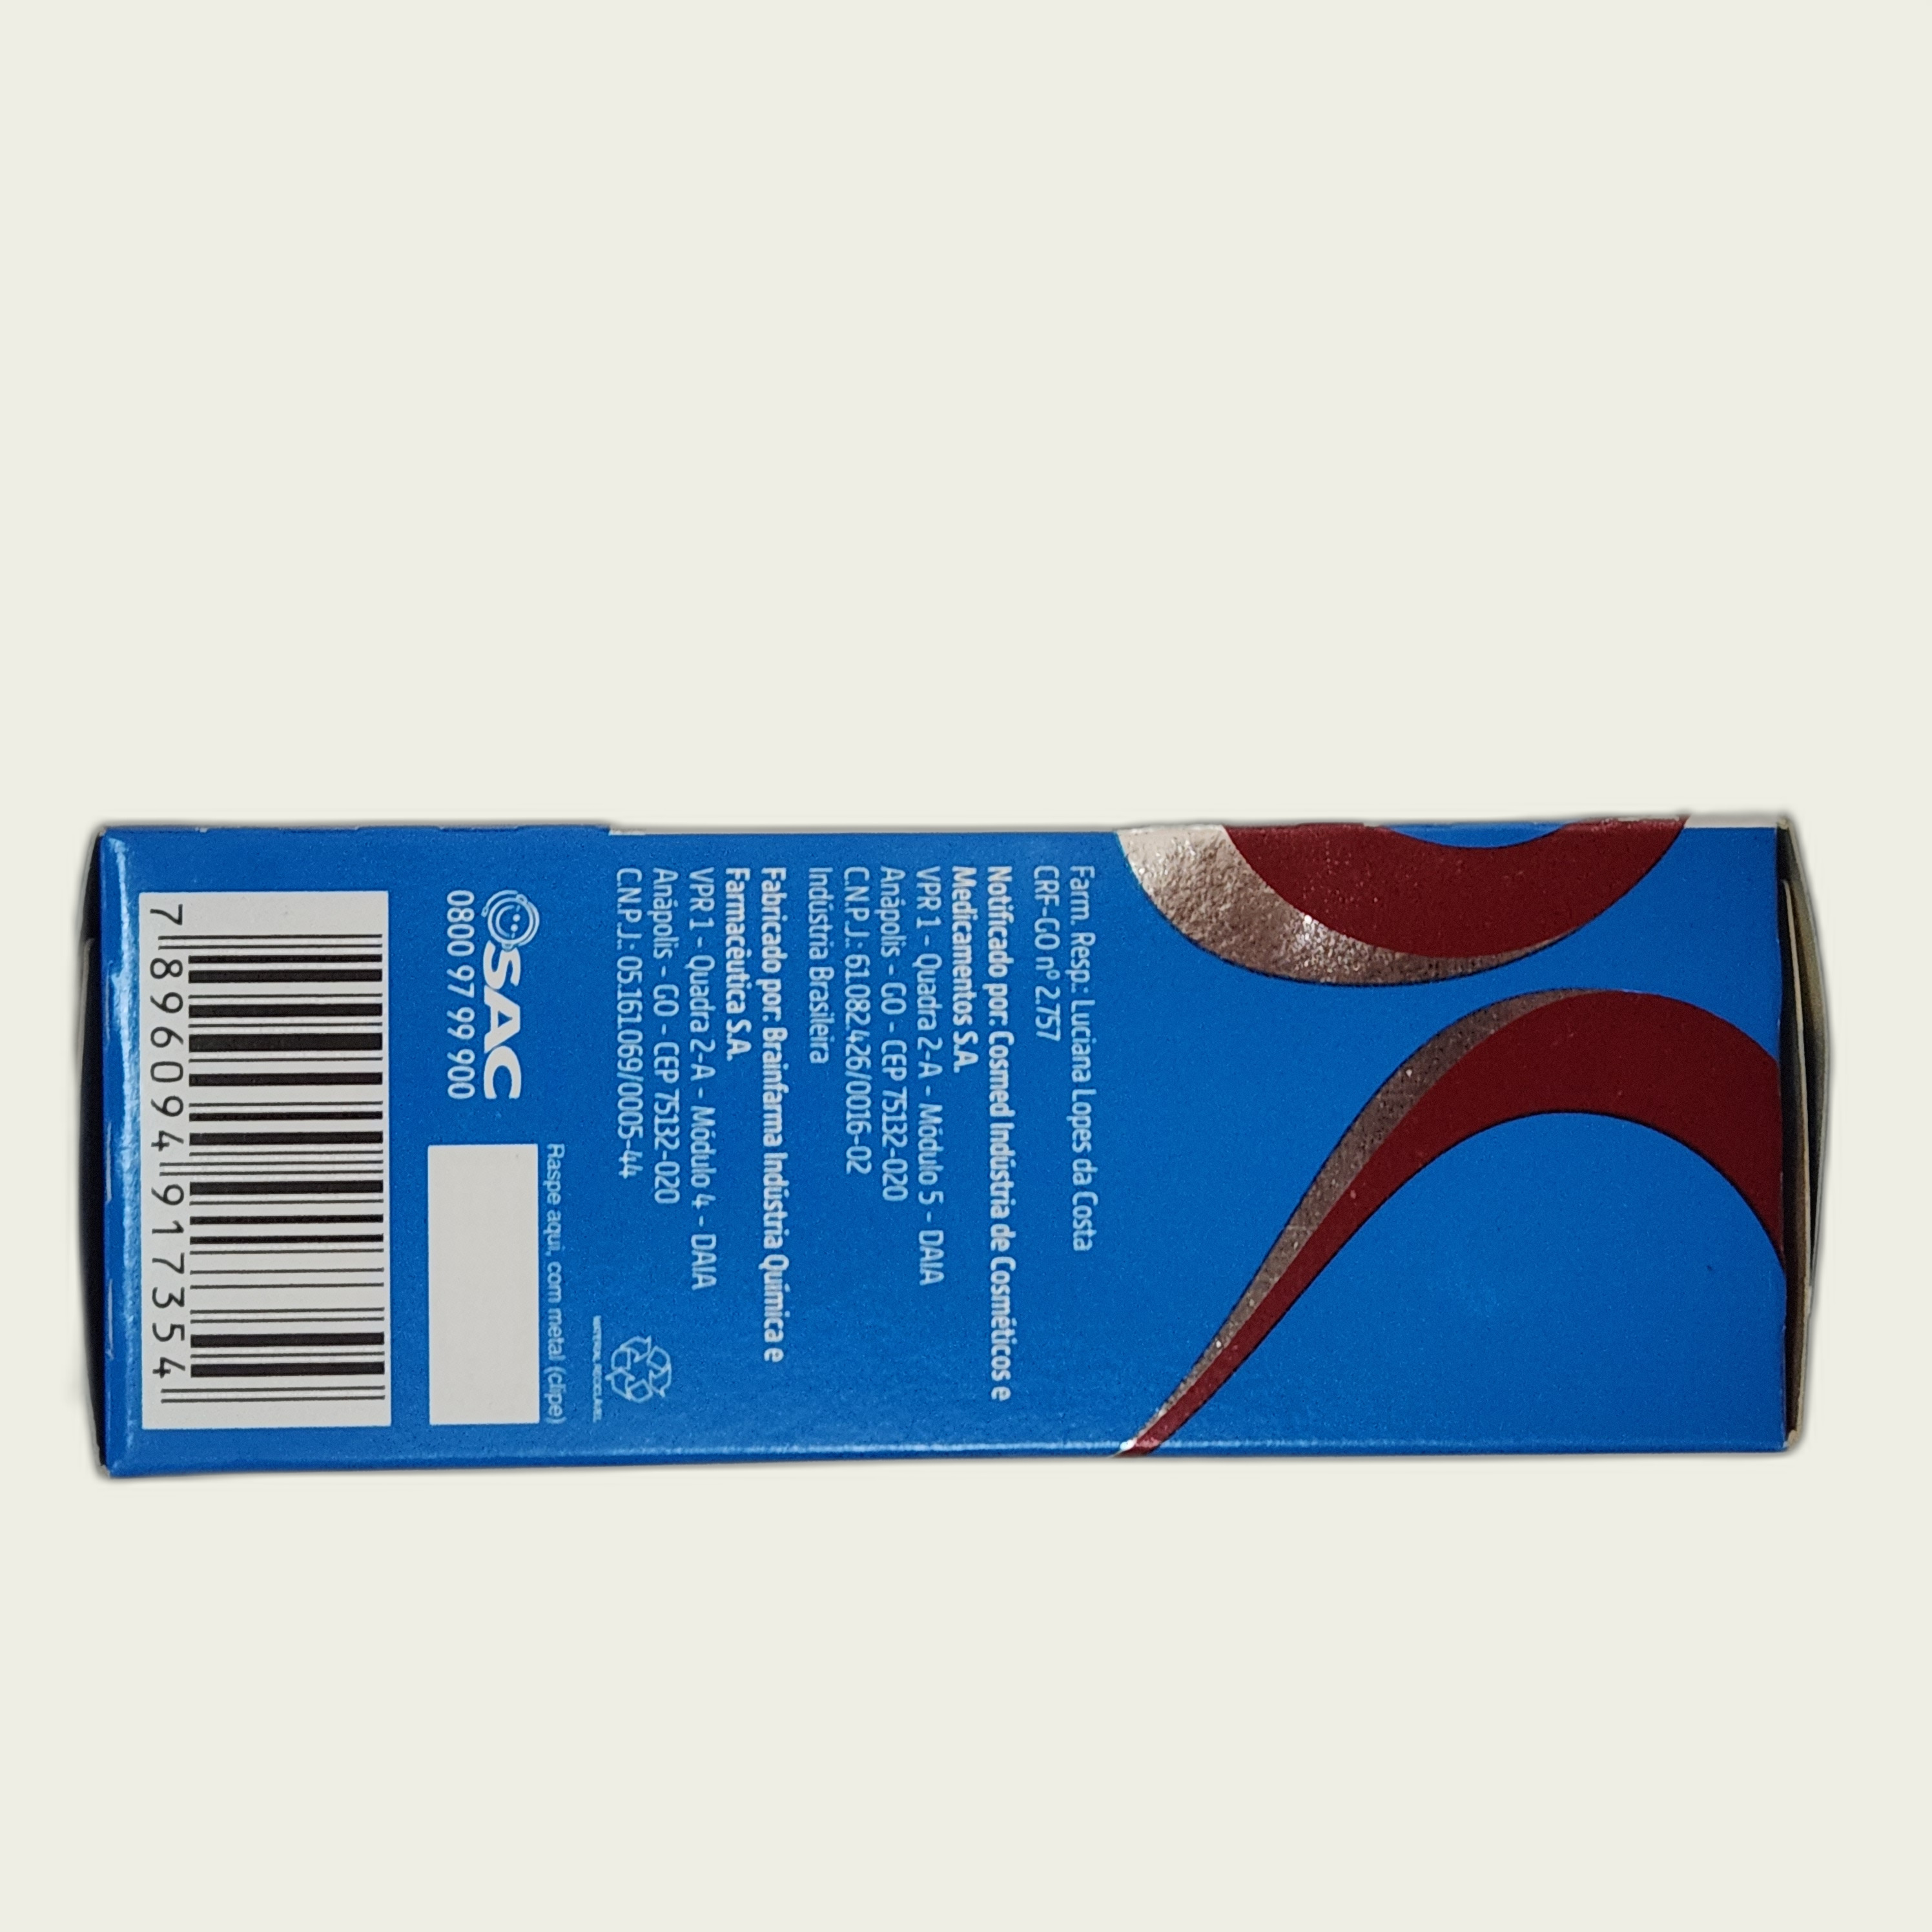 Farm. Resp.: Luciana Lopes da Costa
CRF-GO nº 2.757
Notificado por: Cosmed Indústria de Cosméticos e
Medicamentos S.A.
VPR 1 - Quadra 2-A - Módulo 5 - DAIA
Anápolis - GO - CEP 75132-020
C.N.P.J.: 61.082.426/0016-02
Indústria Brasileira
Fabricado por: Brainfarma Indústria Química e
Farmacêutica S.A.
VPR 1 - Quadra 2-A - Módulo 4 - DAIA
Anápolis - GO - CEP 75132-020
C.N.P.J.: 05.161.069/0005-44
MATERIAL RECICLÁVEL
Raspe aqui, com metal (clipe)
SAC
0800 97 99 900
7 896094 917354